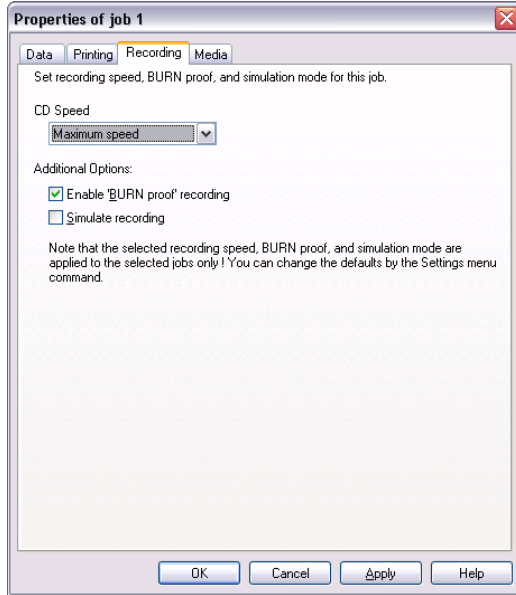 Properties of job 1
Data Printing Recording Media
Set recording speed, BURN proof, and simulation mode for this job.
CD Speed
Maximum speed
Additional Options:
Enable 'BURN proof' recording
Simulate recording
Note that the selected recording speed, BURN proof, and simulation mode are
applied to the selected jobs only ! You can change the defaults by the Settings menu
command.
OK Cancel Apply Help